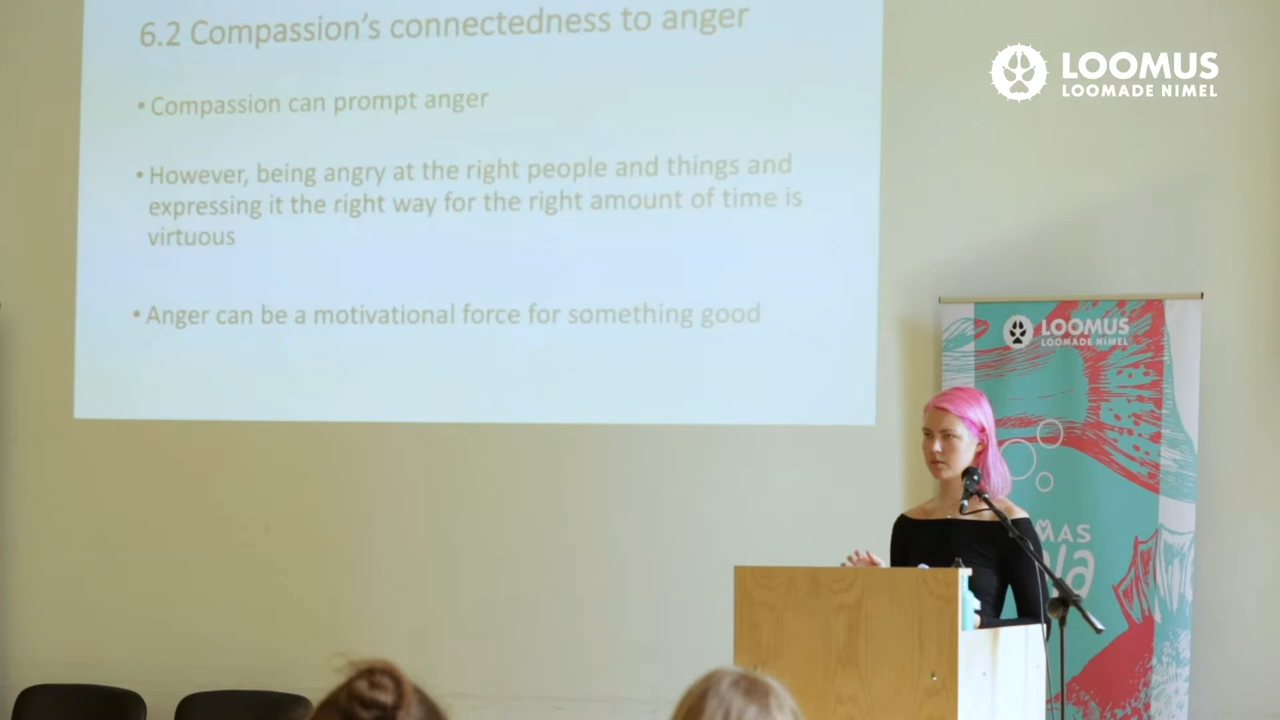 6.2 Compassion's connectedness to anger
• Compassion can prompt anger
• However, being angry at the right people and things and
expressing it the right way for the right amount of time is
virtuous
• Anger can be a motivational force for something good
LOOMUS
LOOMADE NIMEL
LOOMUS
LOOMADE NIMEL